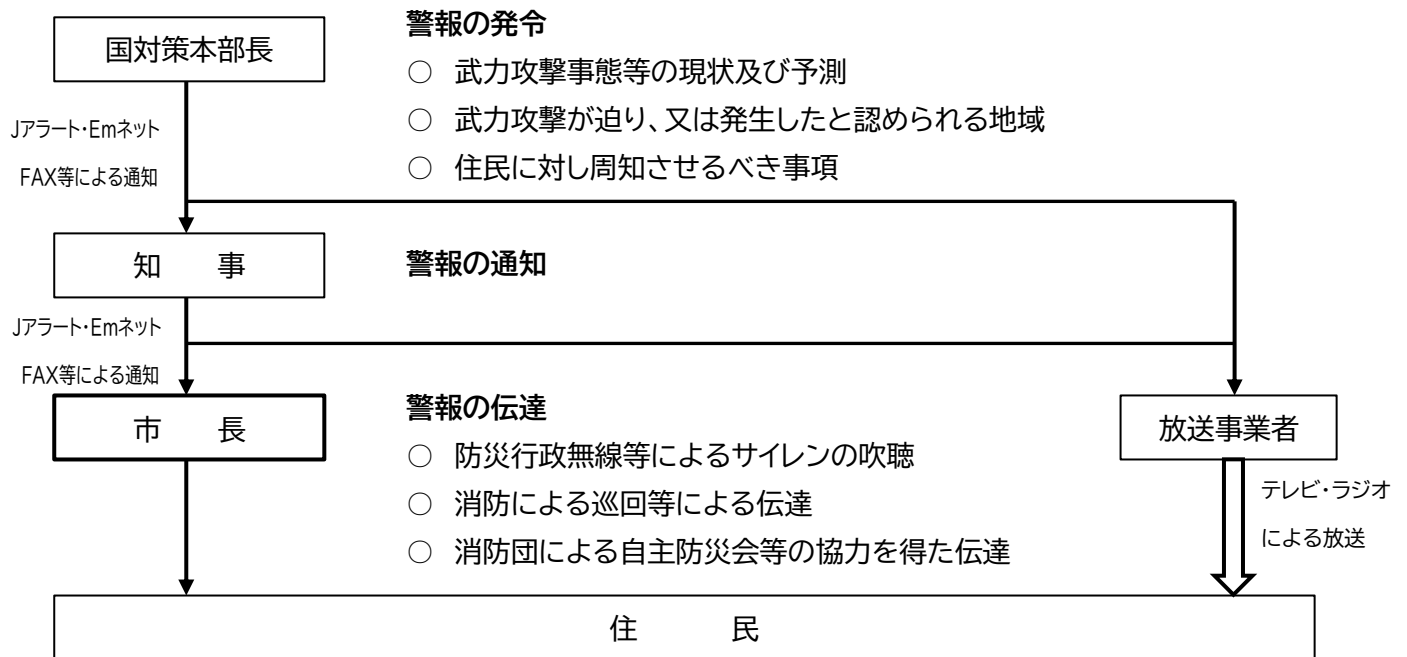 警報の発令
国対策本部長
○ 武力攻撃事態等の現状及び予測
○ 武力攻撃が迫り、又は発生したと認められる地域
Jアラート・Emネット
FAX等による通知
○ 住民に対し周知させるべき事項
知　事
警報の通知
Jアラート・Emネット
FAX等による通知
市　長
警報の伝達
○ 防災行政無線等によるサイレンの吹聴
○ 消防による巡回等による伝達
○ 消防団による自主防災会等の協力を得た伝達
放送事業者
テレビ・ラジオ
による放送
住　民